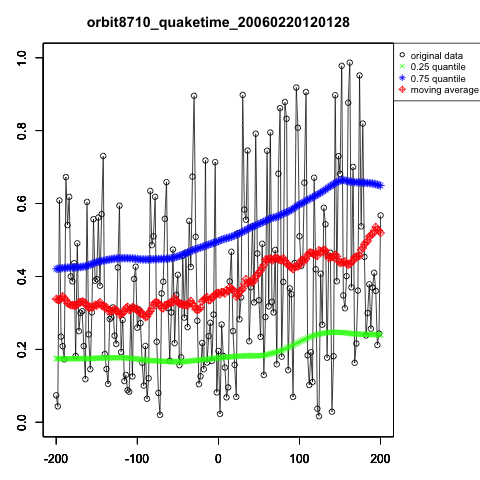 orbit8710_quaketime_20060220120128
original data
0.25 quantile
0.75 quantile
moving average
1.0
0.8
0.6
0.4
0.2
0.0
-200 -100 0 100 200